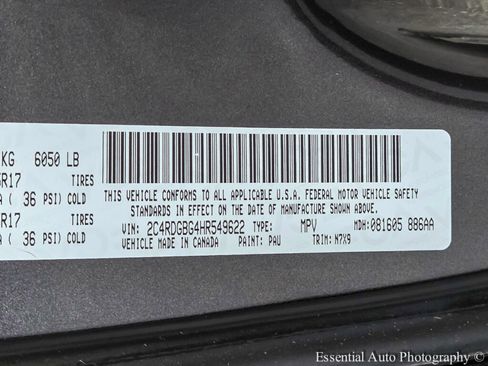 KG 6050 LB
R17 TIRES
( 36 PSI) COLD
R17 TIRES
( 36 PSI) COLD
THIS VEHICLE CONFORMS TO ALL APPLICABLE U.S.A. FEDERAL MOTOR VEHICLE SAFETY
STANDARDS IN EFFECT ON THE DATE OF MANUFACTURE SHOWN ABOVE.
VIN: 2C4RDGBG4HR549622 TYPE: MPV MDH: 081605 886AA
VEHICLE MADE IN CANADA PAINT: PAU TRIM: N7X9
Essential Auto Photography ©